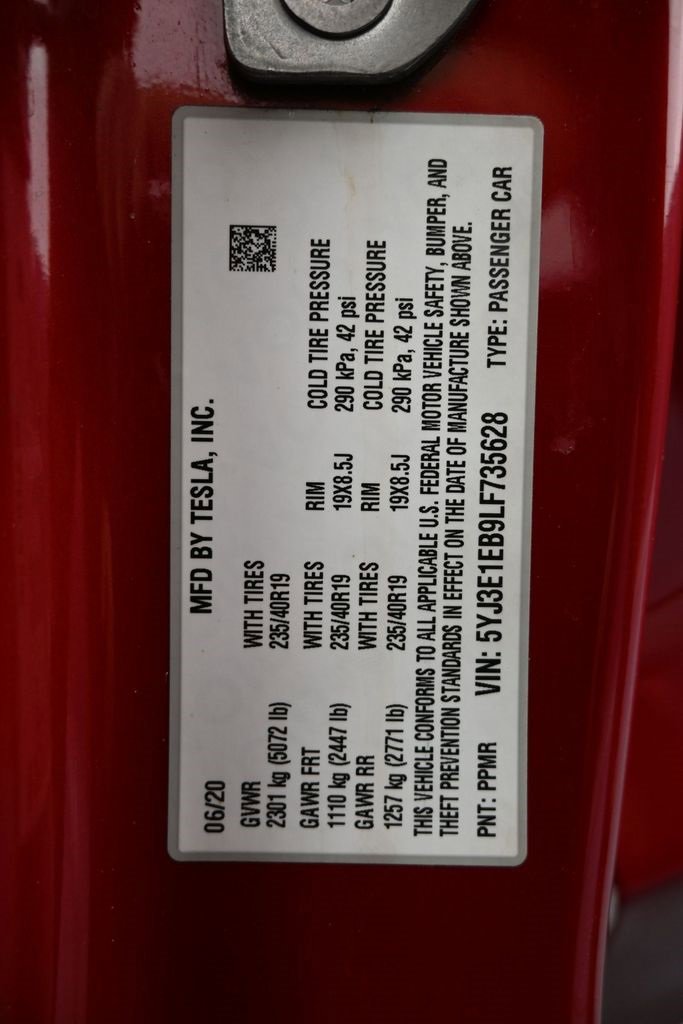 MFD BY TESLA, INC.
06/20
GVWR WITH TIRES
2301 kg (5072 lb) 235/40R19
GAWR FRT WITH TIRES RIM COLD TIRE PRESSURE
1110 kg (2447 lb) 235/40R19 19X8.5J 290 kPa, 42 psi
GAWR RR WITH TIRES RIM COLD TIRE PRESSURE
1257 kg (2771 lb) 235/40R19 19X8.5J 290 kPa, 42 psi
THIS VEHICLE CONFORMS TO ALL APPLICABLE U.S. FEDERAL MOTOR VEHICLE SAFETY, BUMPER, AND
THEFT PREVENTION STANDARDS IN EFFECT ON THE DATE OF MANUFACTURE SHOWN ABOVE.
PNT: PPMR VIN: 5YJ3E1EB9LF735628 TYPE: PASSENGER CAR